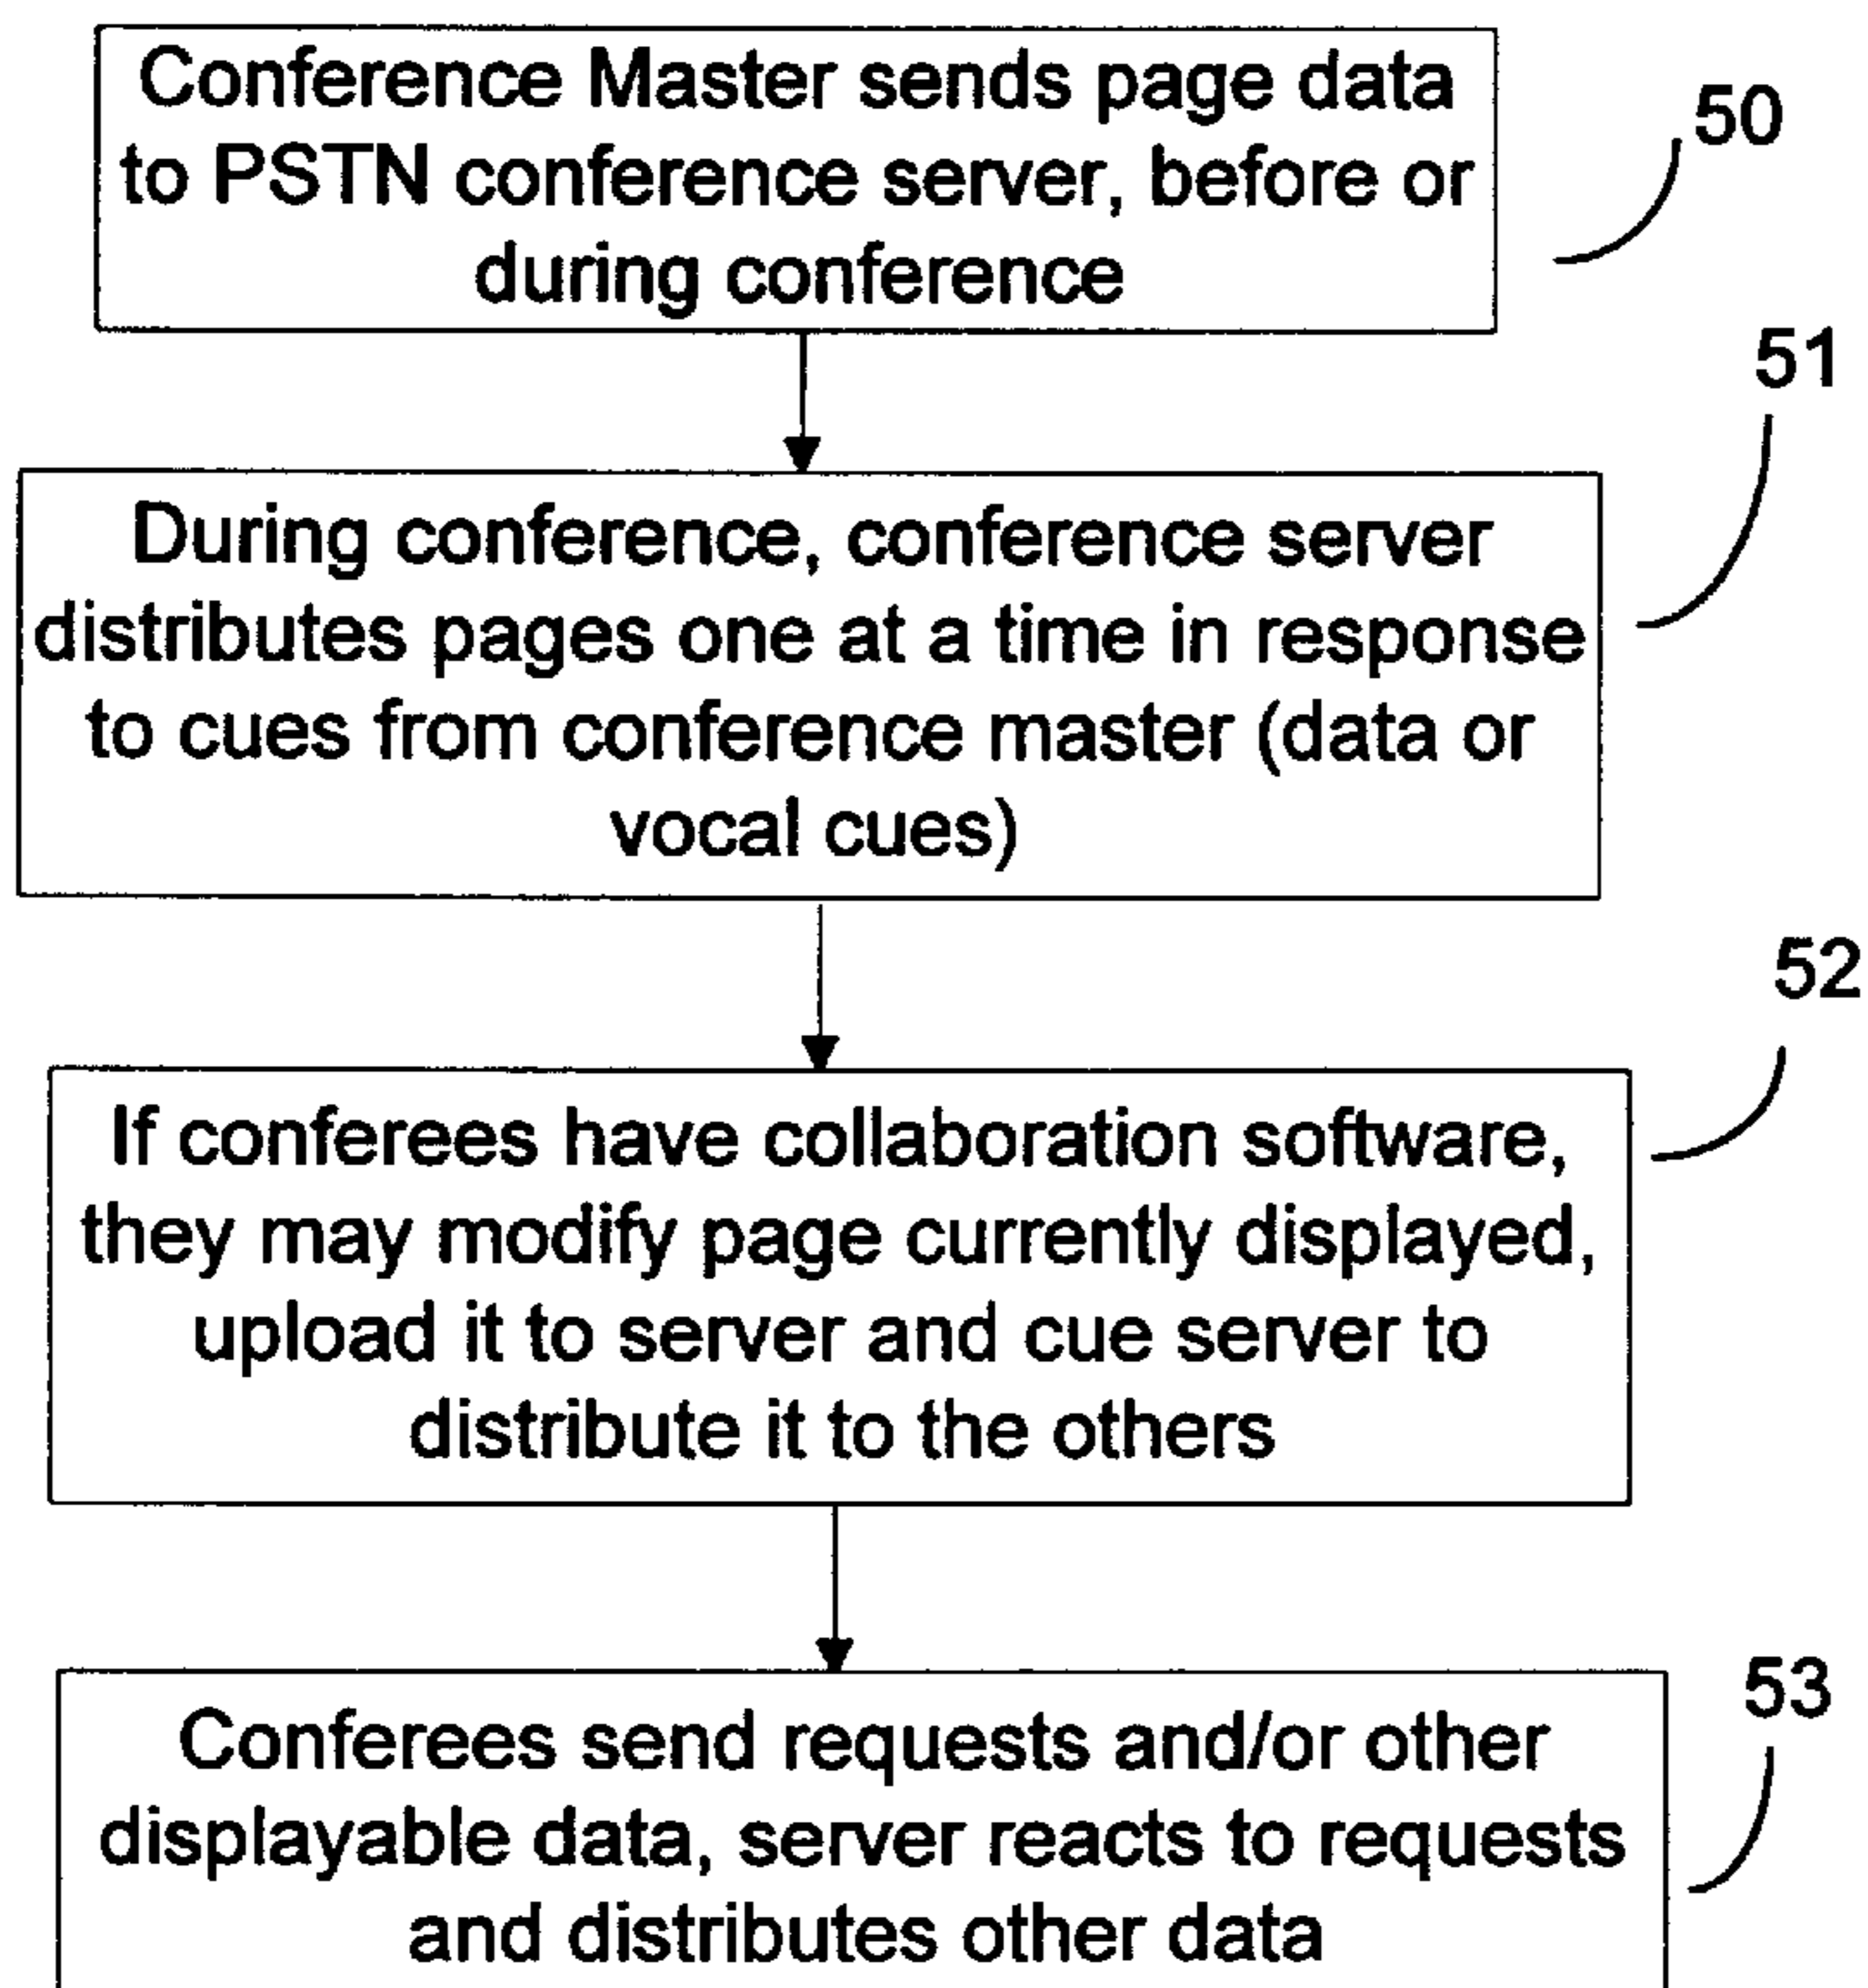 Conference Master sends page data
to PSTN conference server, before or
during conference
50
51
During conference, conference server
distributes pages one at a time in response
to cues from conference master (data or
vocal cues)
52
If conferees have collaboration software,
they may modify page currently displayed,
upload it to server and cue server to
distribute it to the others
53
Conferees send requests and/or other
displayable data, server reacts to requests
and distributes other data